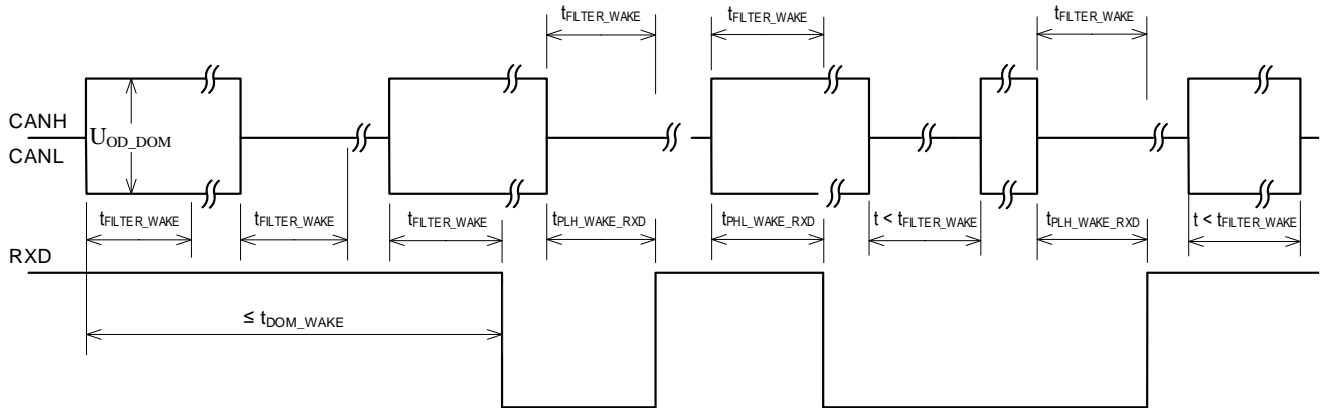 tFILTER_WAKE tFILTER_WAKE tFILTER_WAKE
CANH
CANL
UOD_DOM
tFILTER_WAKE tFILTER_WAKE tFILTER_WAKE tPLH_WAKE_RXD tPHL_WAKE_RXD t < tFILTER_WAKE tPLH_WAKE_RXD t < tFILTER_WAKE
RXD
≤ tDOM_WAKE